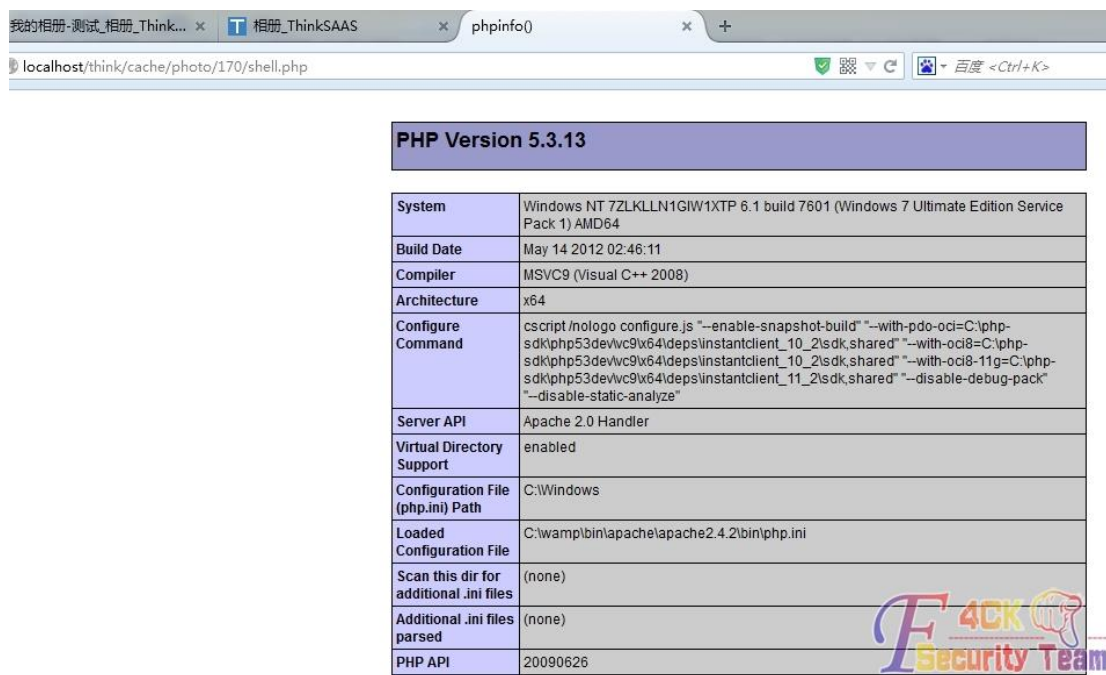 我的相册-测试_相册_Think... ×
T 相册_ThinkSAAS ×
phpinfo() ×
+
localhost/think/cache/photo/170/shell.php
百度 <Ctrl+K>
PHP Version 5.3.13
System
Windows NT 7ZLKLLN1GIW1XTP 6.1 build 7601 (Windows 7 Ultimate Edition Service
Pack 1) AMD64
Build Date
May 14 2012 02:46:11
Compiler
MSVC9 (Visual C++ 2008)
Architecture
x64
Configure
Command
cscript /nologo configure.js "--enable-snapshot-build" "--with-pdo-oci=C:\php-
sdk\php53dev\vc9\x64\deps\instantclient_10_2\sdk,shared" "--with-oci8=C:\php-
sdk\php53dev\vc9\x64\deps\instantclient_10_2\sdk,shared" "--with-oci8-11g=C:\php-
sdk\php53dev\vc9\x64\deps\instantclient_11_2\sdk,shared" "--disable-debug-pack"
"--disable-static-analyze"
Server API
Apache 2.0 Handler
Virtual Directory
Support
enabled
Configuration File
(php.ini) Path
C:\Windows
Loaded
Configuration File
C:\wamp\bin\apache\apache2.4.2\bin\php.ini
Scan this dir for
additional .ini files
(none)
Additional .ini files
parsed
(none)
PHP API
20090626
F4CK
Security Team